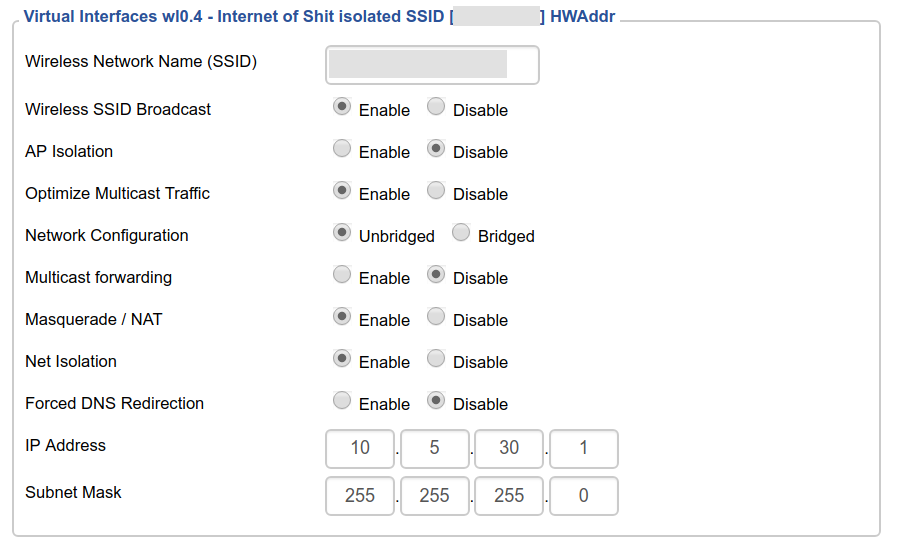 Virtual Interfaces wl0.4 - Internet of Shit isolated SSID [ ] HWAddr
Wireless Network Name (SSID)
Wireless SSID Broadcast Enable Disable
AP Isolation Enable Disable
Optimize Multicast Traffic Enable Disable
Network Configuration Unbridged Bridged
Multicast forwarding Enable Disable
Masquerade / NAT Enable Disable
Net Isolation Enable Disable
Forced DNS Redirection Enable Disable
IP Address 10 . 5 . 30 . 1
Subnet Mask 255 . 255 . 255 . 0